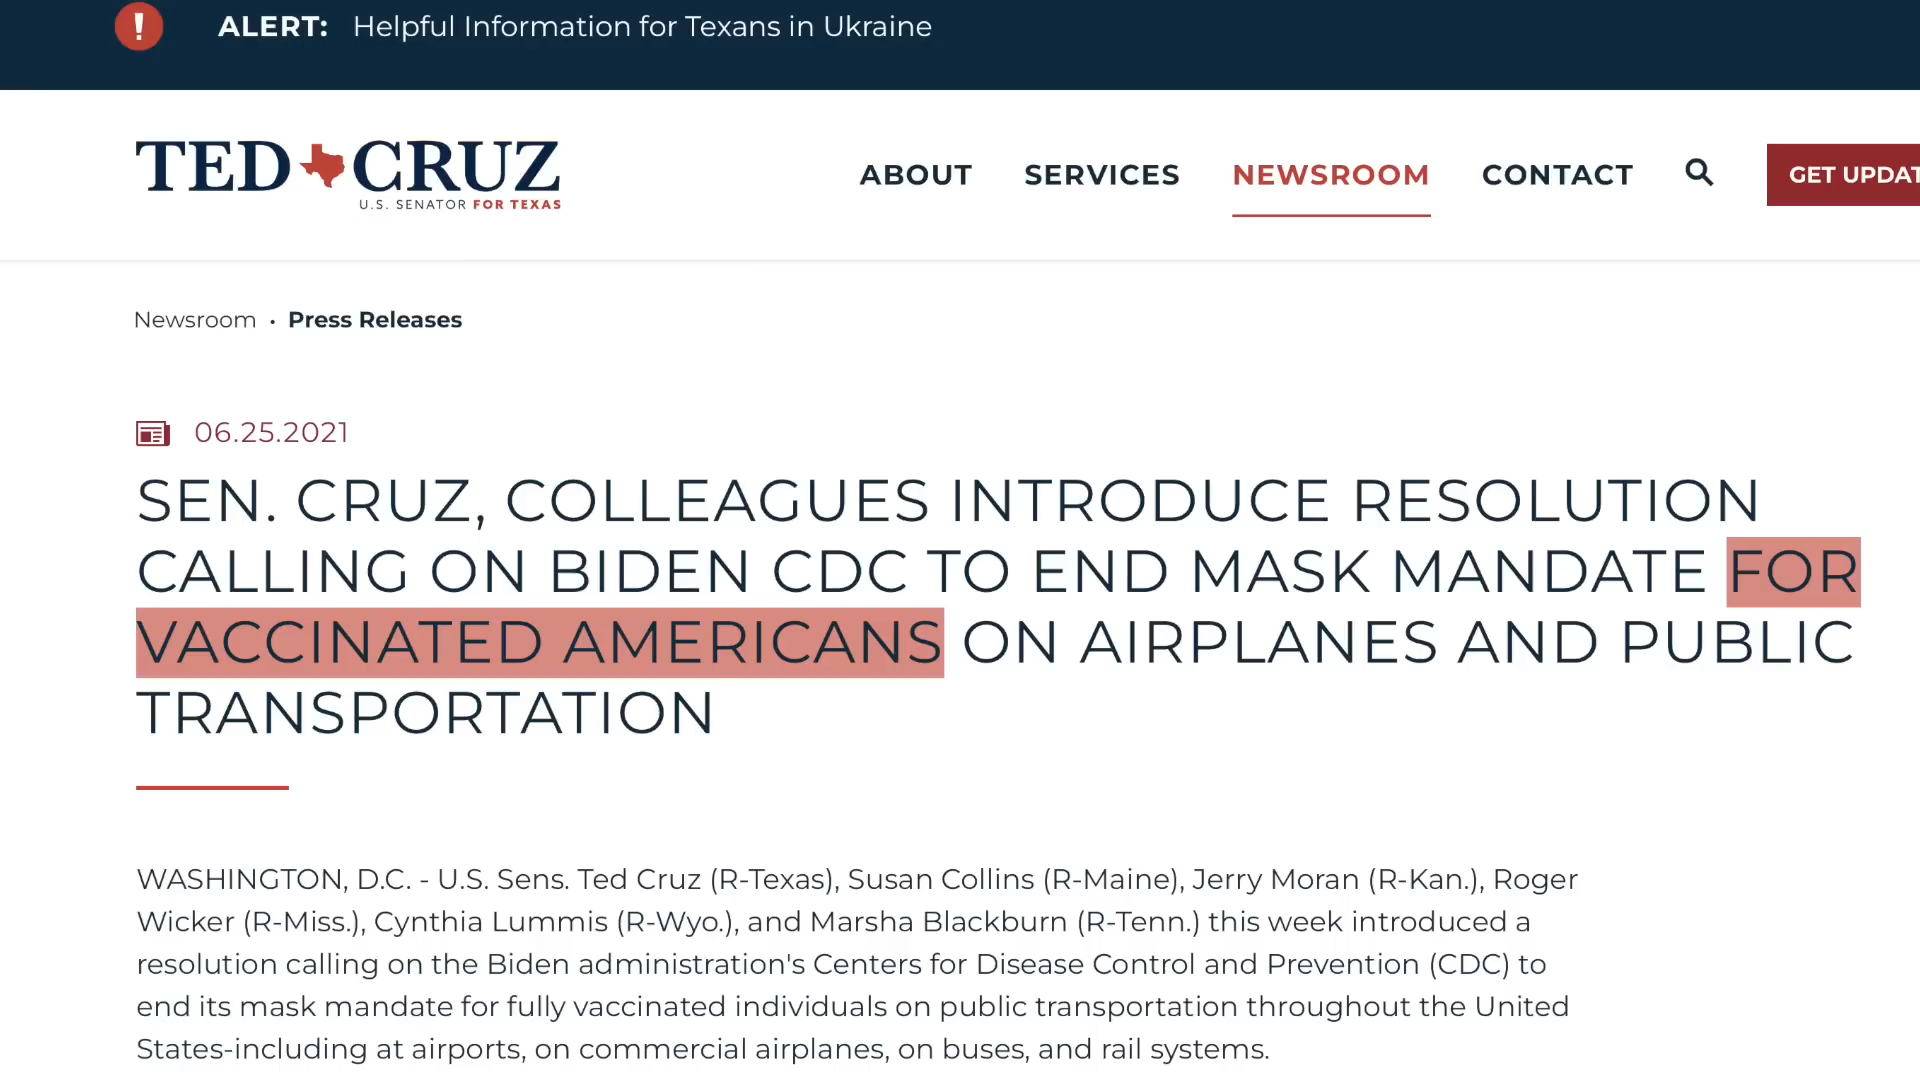 ! ALERT: Helpful Information for Texans in Ukraine
TED CRUZ
U.S. SENATOR FOR TEXAS
ABOUT SERVICES NEWSROOM CONTACT GET UPDAT
Newsroom • Press Releases
06.25.2021
SEN. CRUZ, COLLEAGUES INTRODUCE RESOLUTION
CALLING ON BIDEN CDC TO END MASK MANDATE FOR
VACCINATED AMERICANS ON AIRPLANES AND PUBLIC
TRANSPORTATION
WASHINGTON, D.C. - U.S. Sens. Ted Cruz (R-Texas), Susan Collins (R-Maine), Jerry Moran (R-Kan.), Roger
Wicker (R-Miss.), Cynthia Lummis (R-Wyo.), and Marsha Blackburn (R-Tenn.) this week introduced a
resolution calling on the Biden administration's Centers for Disease Control and Prevention (CDC) to
end its mask mandate for fully vaccinated individuals on public transportation throughout the United
States-including at airports, on commercial airplanes, on buses, and rail systems.